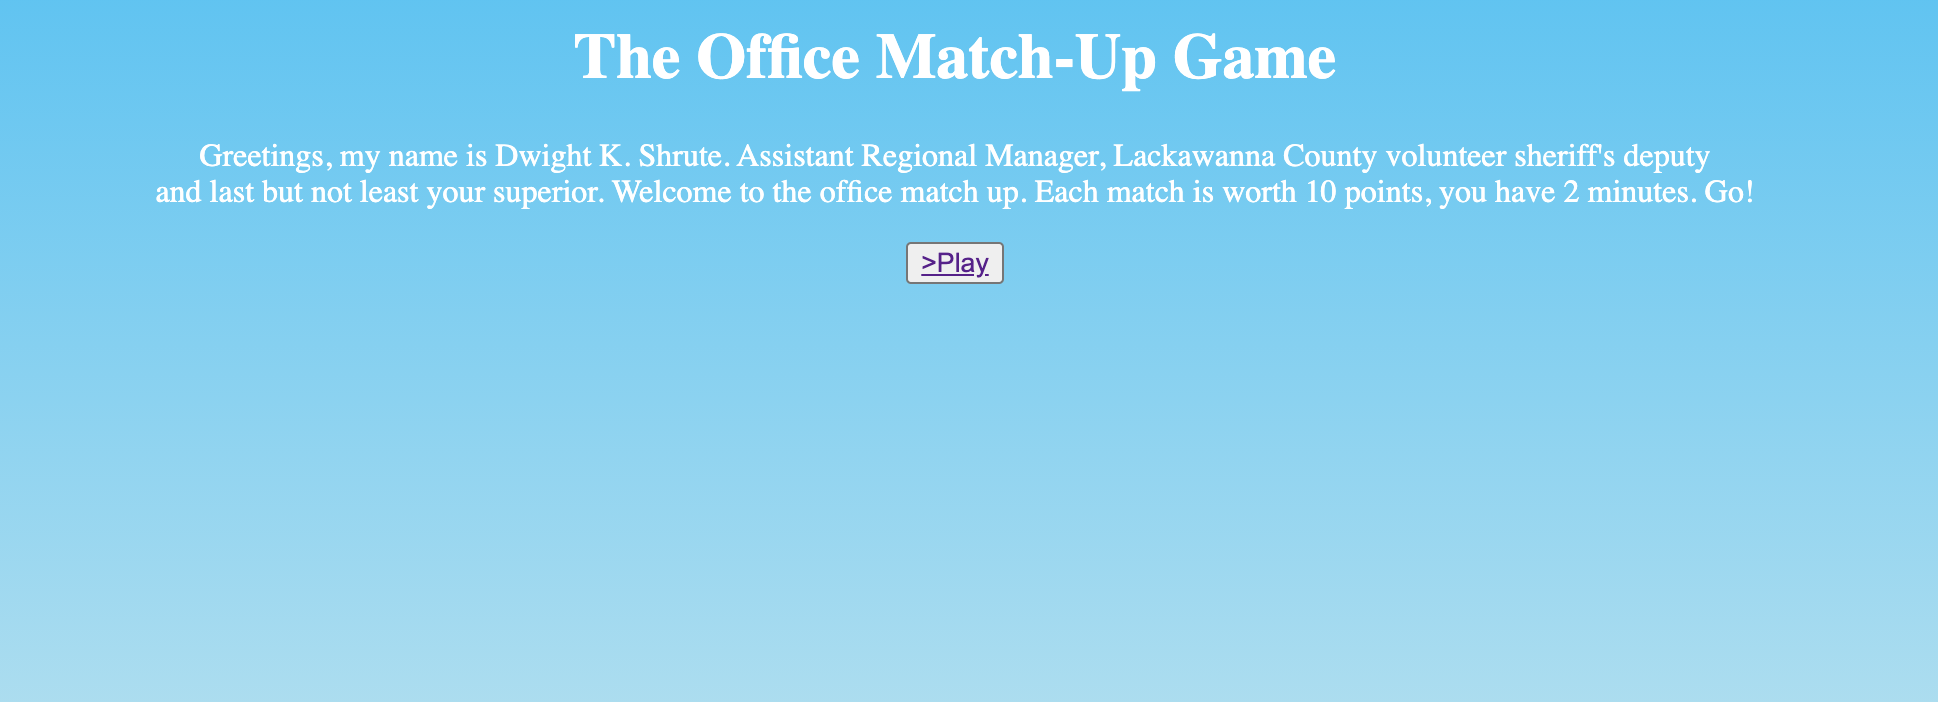 The Office Match-Up Game
Greetings, my name is Dwight K. Shrute. Assistant Regional Manager, Lackawanna County volunteer sheriff's deputy
and last but not least your superior. Welcome to the office match up. Each match is worth 10 points, you have 2 minutes. Go!
>Play